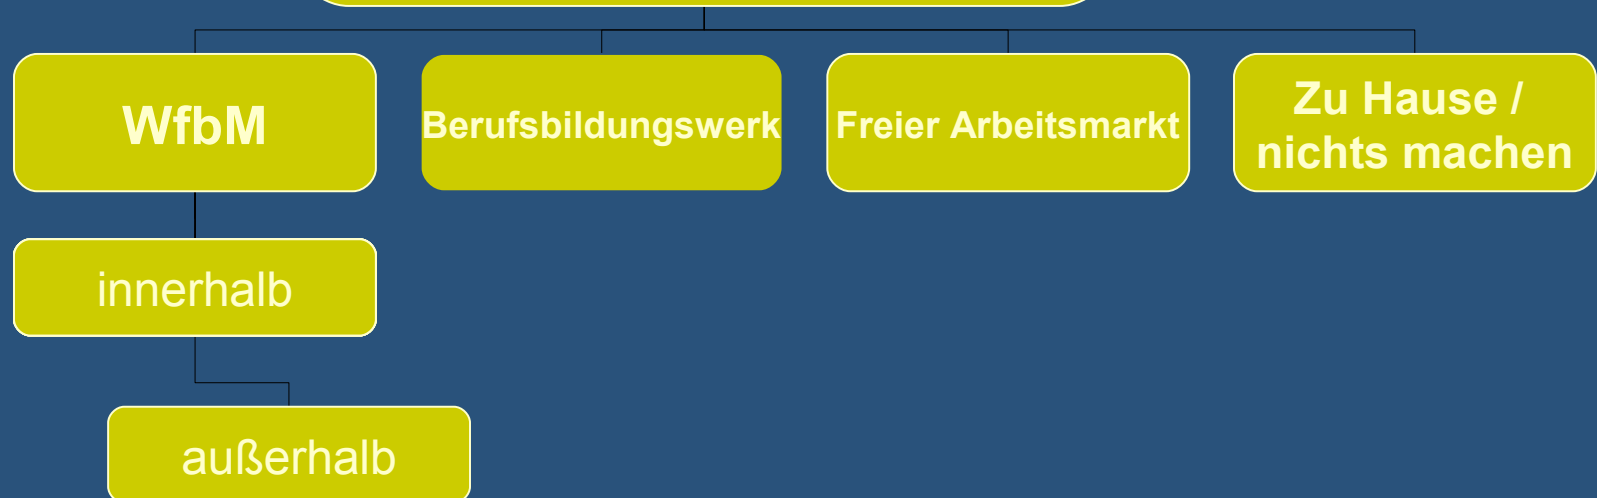 WfbM
Berufsbildungswerk
Freier Arbeitsmarkt
Zu Hause /
nichts machen
innerhalb
außerhalb